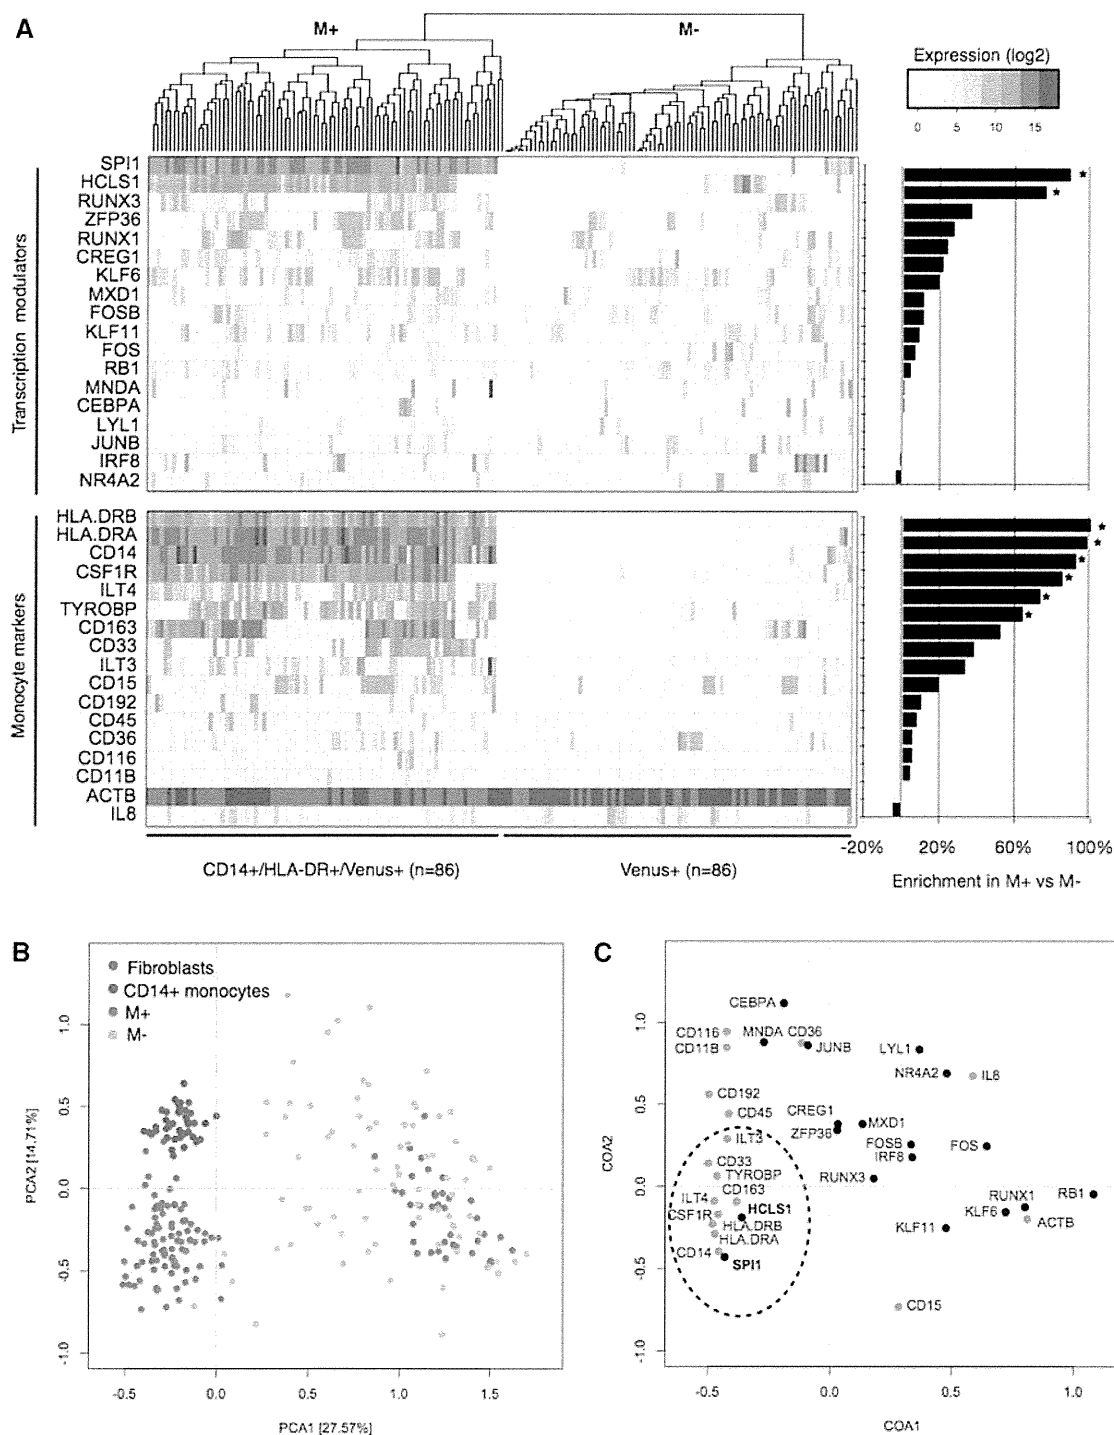 A
M+
M-
Expression (log2)
0 5 10 15
Transcription modulators
SPI1
HCLS1
RUNX3
ZFP36
RUNX1
CREG1
KLF6
MXD1
FOSB
KLF11
FOS
RB1
MNDA
CEBPA
LYL1
JUNB
IRF8
NR4A2
Monocyte markers
HLA.DRB
HLA.DRA
CD14
CSF1R
ILT4
TYROBP
CD163
CD33
ILT3
CD15
CD192
CD45
CD36
CD116
CD11B
ACTB
IL8
CD14+/HLA-DR+/Venus+ (n=86)
Venus+ (n=86)
-20% 20% 60% 100%
Enrichment in M+ vs M-
B
Fibroblasts
CD14+ monocytes
M+
M-
1.0
0.5
0.0
-0.5
-1.0
PCA2 [14.71%]
-0.5 0.0 0.5 1.0 1.5
PCA1 [27.57%]
C
CEBPA
CD116
MNDA
CD36
CD11B
JUNB
LYL1
NR4A2
IL8
CD192
CD45
CREG1
MXD1
ZFP36
ILT3
FOSB
FOS
IRF8
CD33
TYROBP
RUNX3
CD163
ILT4
HCLS1
CSF1R
HLA.DRB
HLA.DRA
RUNX1
RB1
KLF6
ACTB
KLF11
CD14
SPI1
CD15
1.0
0.5
0.0
-0.5
-1.0
COA2
-0.5 0.0 0.5 1.0
COA1